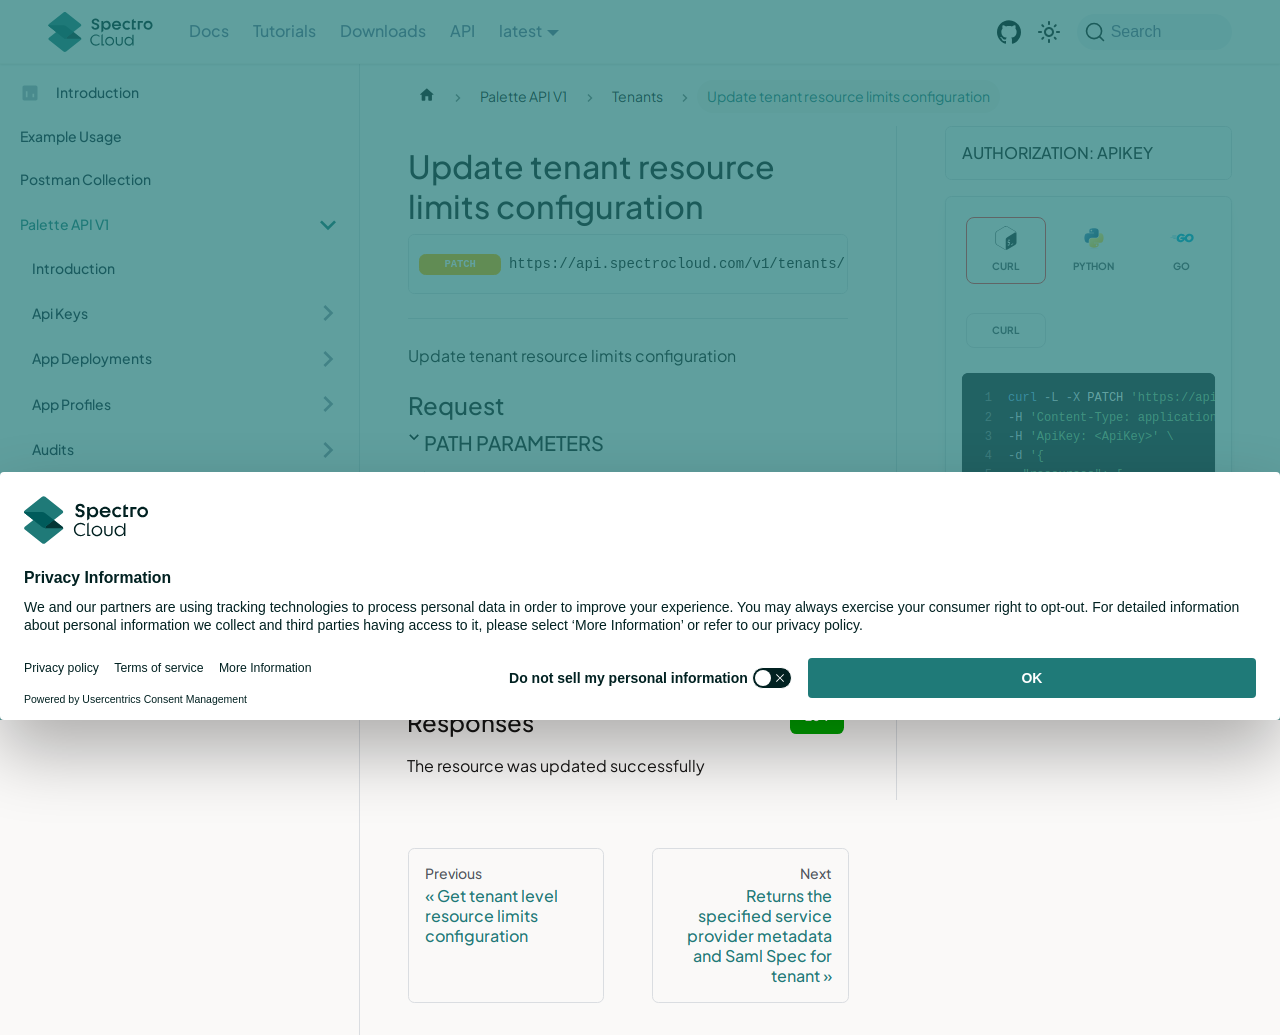 Spectro
Cloud
Docs
Tutorials
Downloads
API
latest
Search
Introduction
Example Usage
Postman Collection
Palette API V1
Introduction
Api Keys
App Deployments
App Profiles
Audits
Palette API V1
Tenants
Update tenant resource limits configuration
Update tenant resource
limits configuration
PATCH
https://api.spectrocloud.com/v1/tenants/
Update tenant resource limits configuration
Request
PATH PARAMETERS
AUTHORIZATION: APIKEY
CURL
PYTHON
GO
CURL
1 curl -L -X PATCH 'https://api
2 -H 'Content-Type: application
3 -H 'ApiKey: <ApiKey>' \
4 -d '{
Spectro
Cloud
Privacy Information
We and our partners are using tracking technologies to process personal data in order to improve your experience. You may always exercise your consumer right to opt-out. For detailed information
about personal information we collect and third parties having access to it, please select ‘More Information’ or refer to our privacy policy.
Privacy policy
Terms of service
More Information
Do not sell my personal information
OK
Powered by Usercentrics Consent Management
Responses
The resource was updated successfully
Previous
« Get tenant level
resource limits
configuration
Next
Returns the
specified service
provider metadata
and Saml Spec for
tenant »